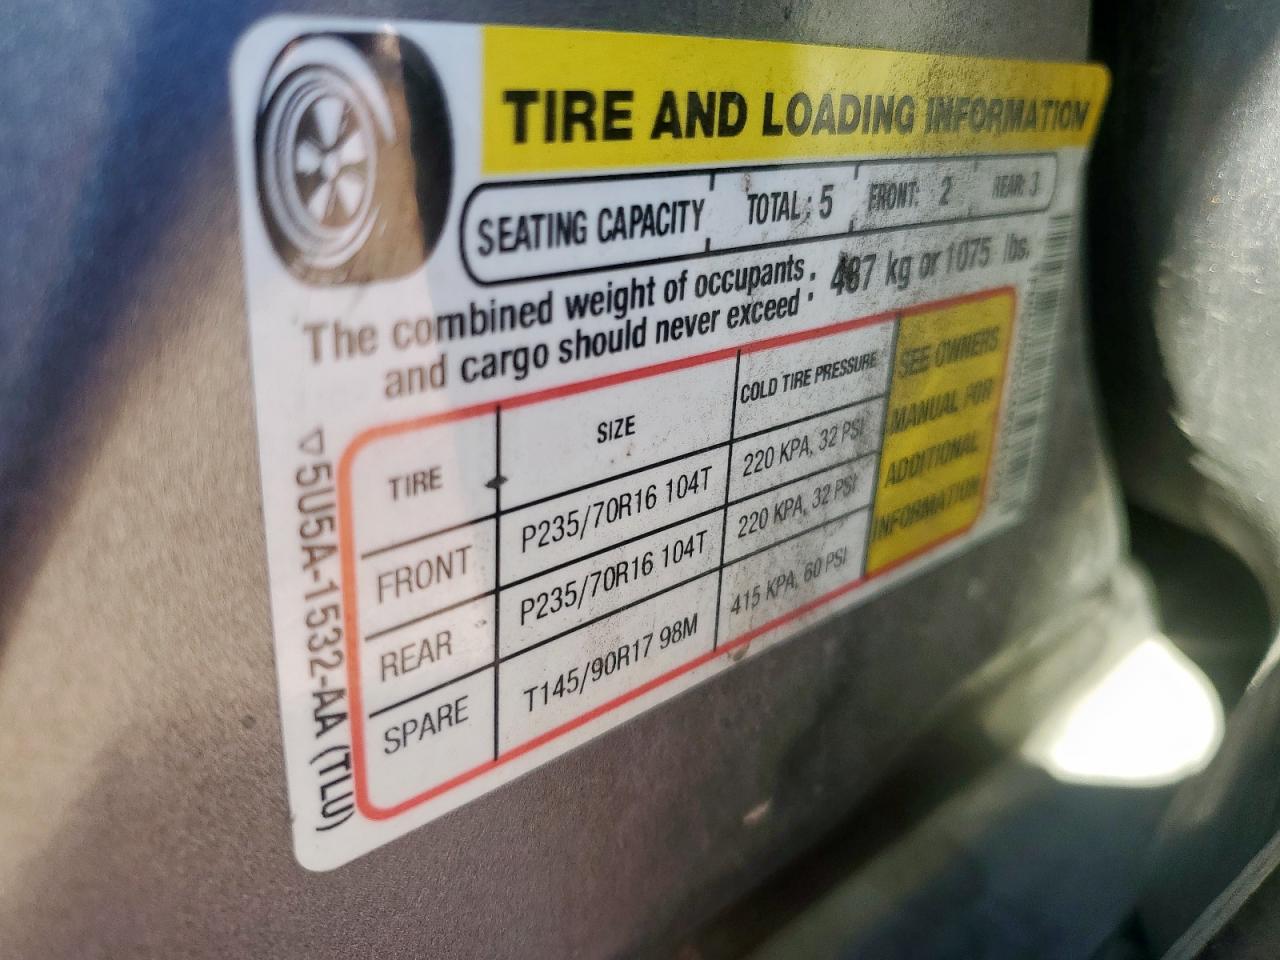 TIRE AND LOADING INFORMATION
SEATING CAPACITY TOTAL: 5 FRONT: 2 REAR: 3
The combined weight of occupants
and cargo should never exceed : 487 kg or 1075 lbs.
TIRE SIZE COLD TIRE PRESSURE
FRONT P235/70R16 104T 220 KPA, 32 PSI
REAR P235/70R16 104T 220 KPA, 32 PSI
SPARE T145/90R17 98M 415 KPA, 60 PSI
SEE OWNERS
MANUAL FOR
ADDITIONAL
INFORMATION
▽5U5A-1532-AA (TLU)